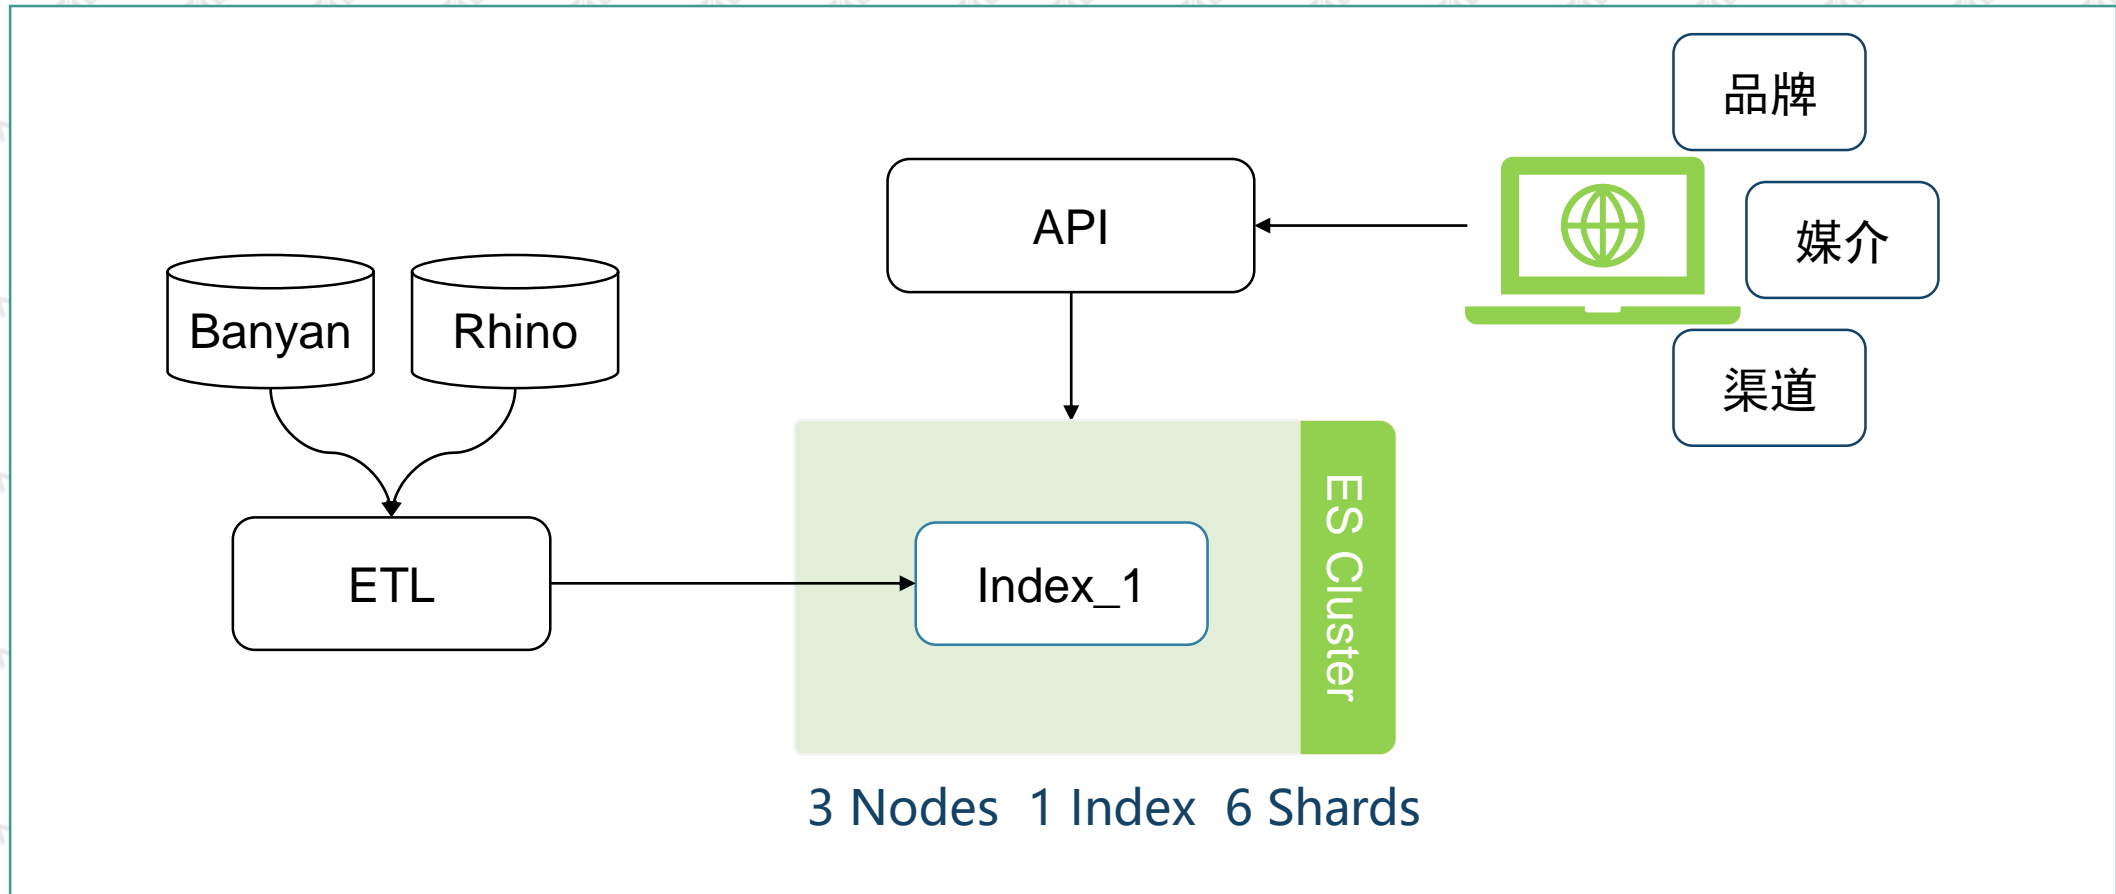 品牌
API
媒介
Banyan
Rhino
渠道
ES Cluster
ETL
Index_1
3 Nodes 1 Index 6 Shards